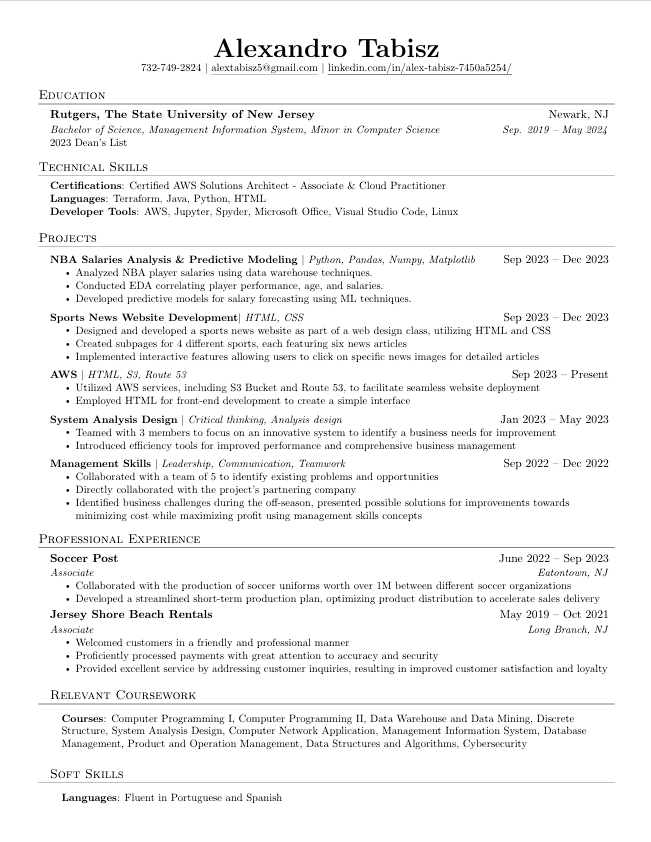 Alexandro Tabisz
732-749-2824 | alextabisz5@gmail.com | linkedin.com/in/alex-tabisz-7450a5254/
Education
Rutgers, The State University of New Jersey Newark, NJ
Bachelor of Science, Management Information System, Minor in Computer Science Sep. 2019 – May 2024
2023 Dean's List
Technical Skills
Certifications: Certified AWS Solutions Architect - Associate & Cloud Practitioner
Languages: Terraform, Java, Python, HTML
Developer Tools: AWS, Jupyter, Spyder, Microsoft Office, Visual Studio Code, Linux
Projects
NBA Salaries Analysis & Predictive Modeling | Python, Pandas, Numpy, Matplotlib Sep 2023 – Dec 2023
• Analyzed NBA player salaries using data warehouse techniques.
• Conducted EDA correlating player performance, age, and salaries.
• Developed predictive models for salary forecasting using ML techniques.
Sports News Website Development| HTML, CSS Sep 2023 – Dec 2023
• Designed and developed a sports news website as part of a web design class, utilizing HTML and CSS
• Created subpages for 4 different sports, each featuring six news articles
• Implemented interactive features allowing users to click on specific news images for detailed articles
AWS | HTML, S3, Route 53 Sep 2023 – Present
• Utilized AWS services, including S3 Bucket and Route 53, to facilitate seamless website deployment
• Employed HTML for front-end development to create a simple interface
System Analysis Design | Critical thinking, Analysis design Jan 2023 – May 2023
• Teamed with 3 members to focus on an innovative system to identify a business needs for improvement
• Introduced efficiency tools for improved performance and comprehensive business management
Management Skills | Leadership, Communication, Teamwork Sep 2022 – Dec 2022
• Collaborated with a team of 5 to identify existing problems and opportunities
• Directly collaborated with the project's partnering company
• Identified business challenges during the off-season, presented possible solutions for improvements towards
minimizing cost while maximizing profit using management skills concepts
Professional Experience
Soccer Post June 2022 – Sep 2023
Associate Eatontown, NJ
• Collaborated with the production of soccer uniforms worth over 1M between different soccer organizations
• Developed a streamlined short-term production plan, optimizing product distribution to accelerate sales delivery
Jersey Shore Beach Rentals May 2019 – Oct 2021
Associate Long Branch, NJ
• Welcomed customers in a friendly and professional manner
• Proficiently processed payments with great attention to accuracy and security
• Provided excellent service by addressing customer inquiries, resulting in improved customer satisfaction and loyalty
Relevant Coursework
Courses: Computer Programming I, Computer Programming II, Data Warehouse and Data Mining, Discrete
Structure, System Analysis Design, Computer Network Application, Management Information System, Database
Management, Product and Operation Management, Data Structures and Algorithms, Cybersecurity
Soft Skills
Languages: Fluent in Portuguese and Spanish